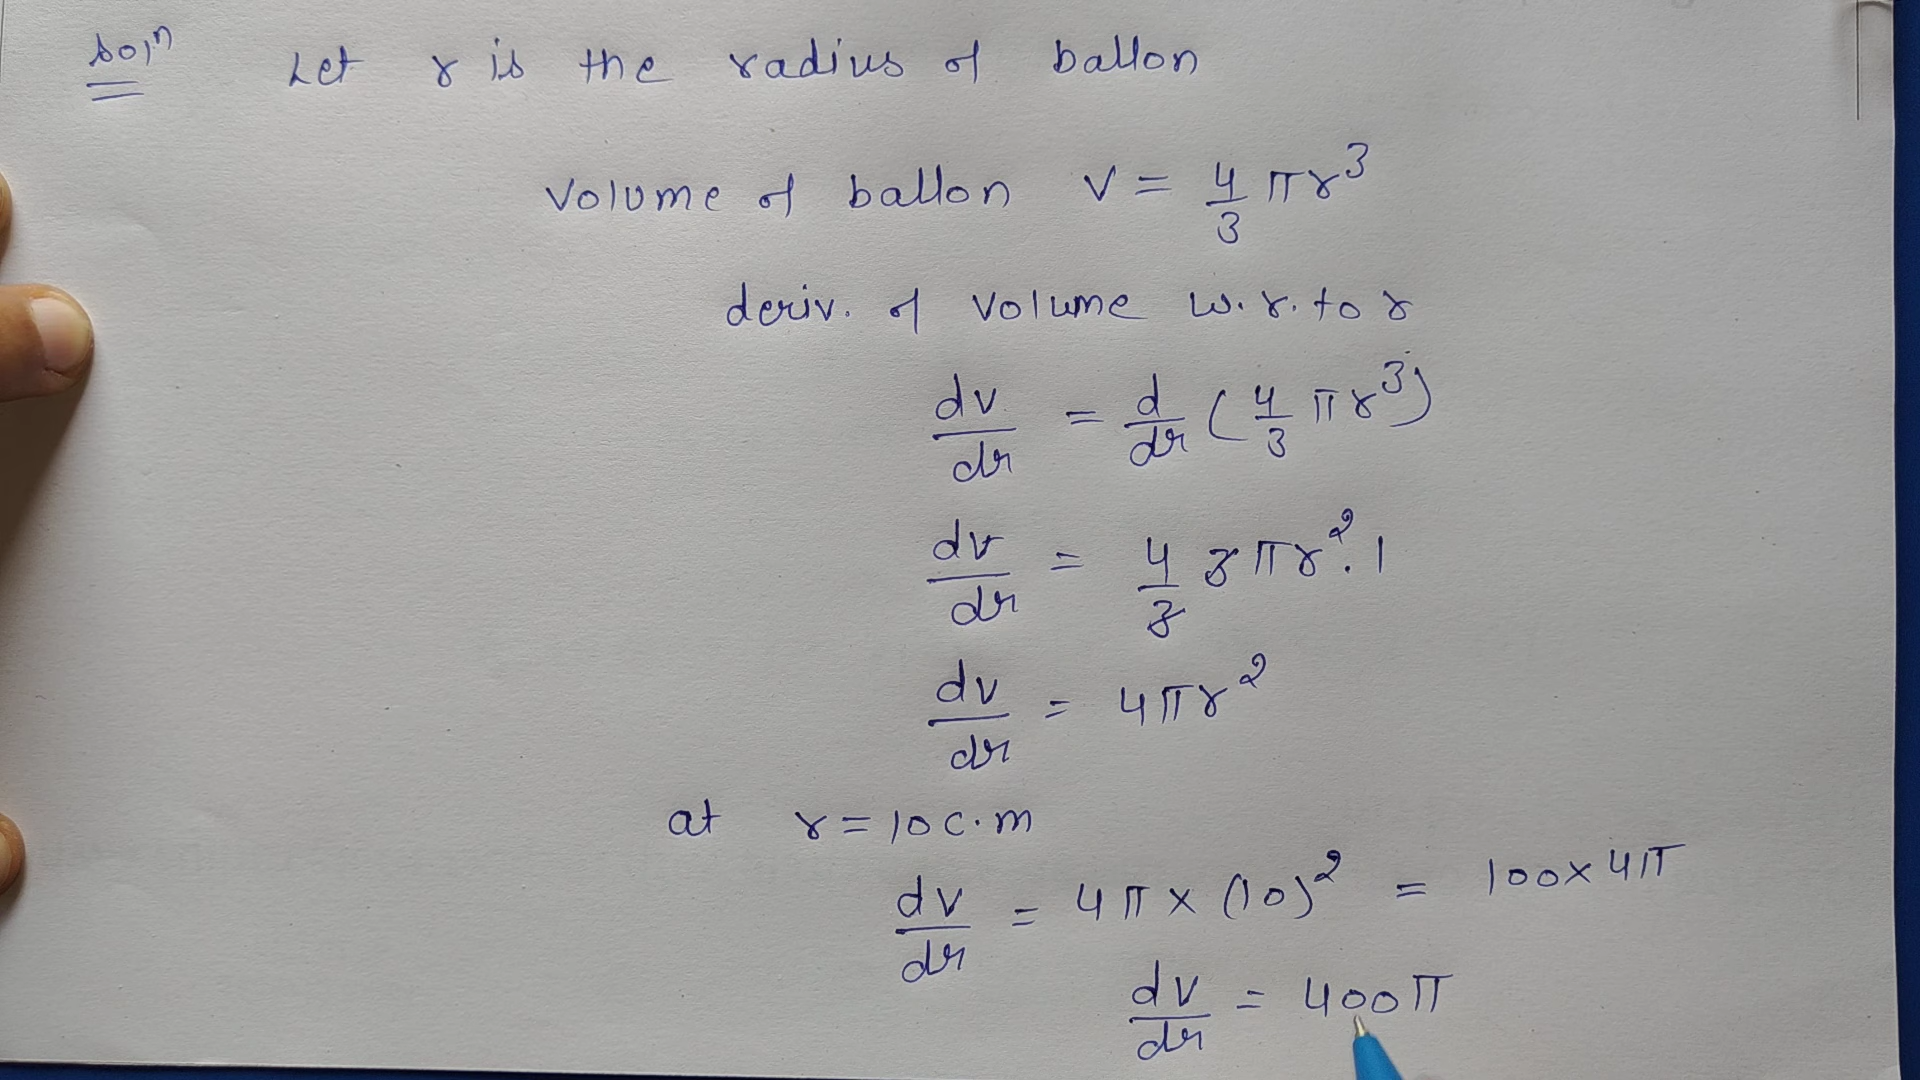 Solⁿ Let r is the radius of ballon
Volume of ballon V = 4/3 πr³
deriv. of Volume w.r.to r
dv/dr = d/dr (4/3 πr³)
dv/dr = 4/3 3πr².1
dv/dr = 4πr²
at r = 10 c.m
dv/dr = 4π × (10)² = 100×4π
dv/dr = 400π